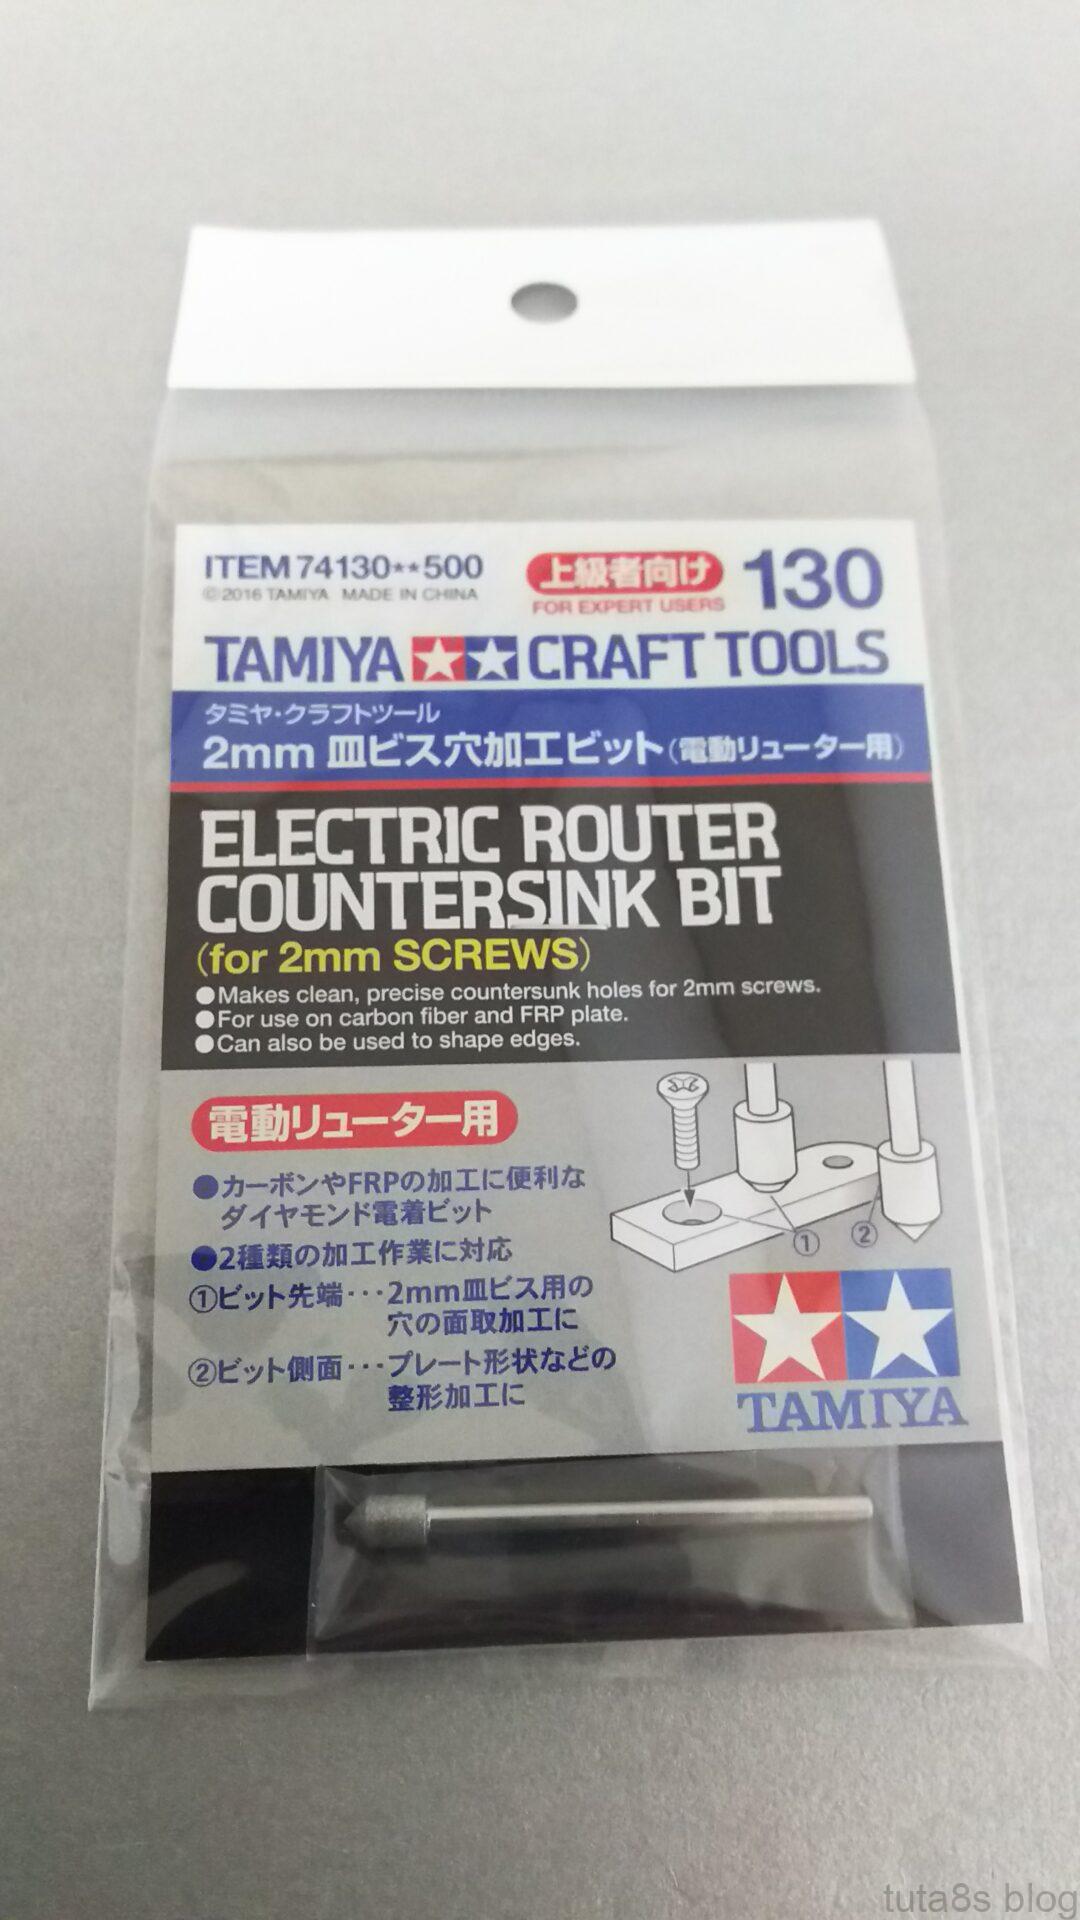 ITEM 74130**500
©2016 TAMIYA MADE IN CHINA
上級者向け
FOR EXPERT USERS
130
TAMIYA CRAFT TOOLS
タミヤ・クラフトツール
2mm 皿ビス穴加工ビット(電動リューター用)
ELECTRIC ROUTER
COUNTERSINK BIT
(for 2mm SCREWS)
●Makes clean, precise countersunk holes for 2mm screws.
●For use on carbon fiber and FRP plate.
●Can also be used to shape edges.
電動リューター用
●カーボンやFRPの加工に便利な
ダイヤモンド電着ビット
●2種類の加工作業に対応
①ビット先端･･･2mm皿ビス用の
穴の面取加工に
②ビット側面･･･プレート形状などの
整形加工に
①
②
TAMIYA
tuta8s blog